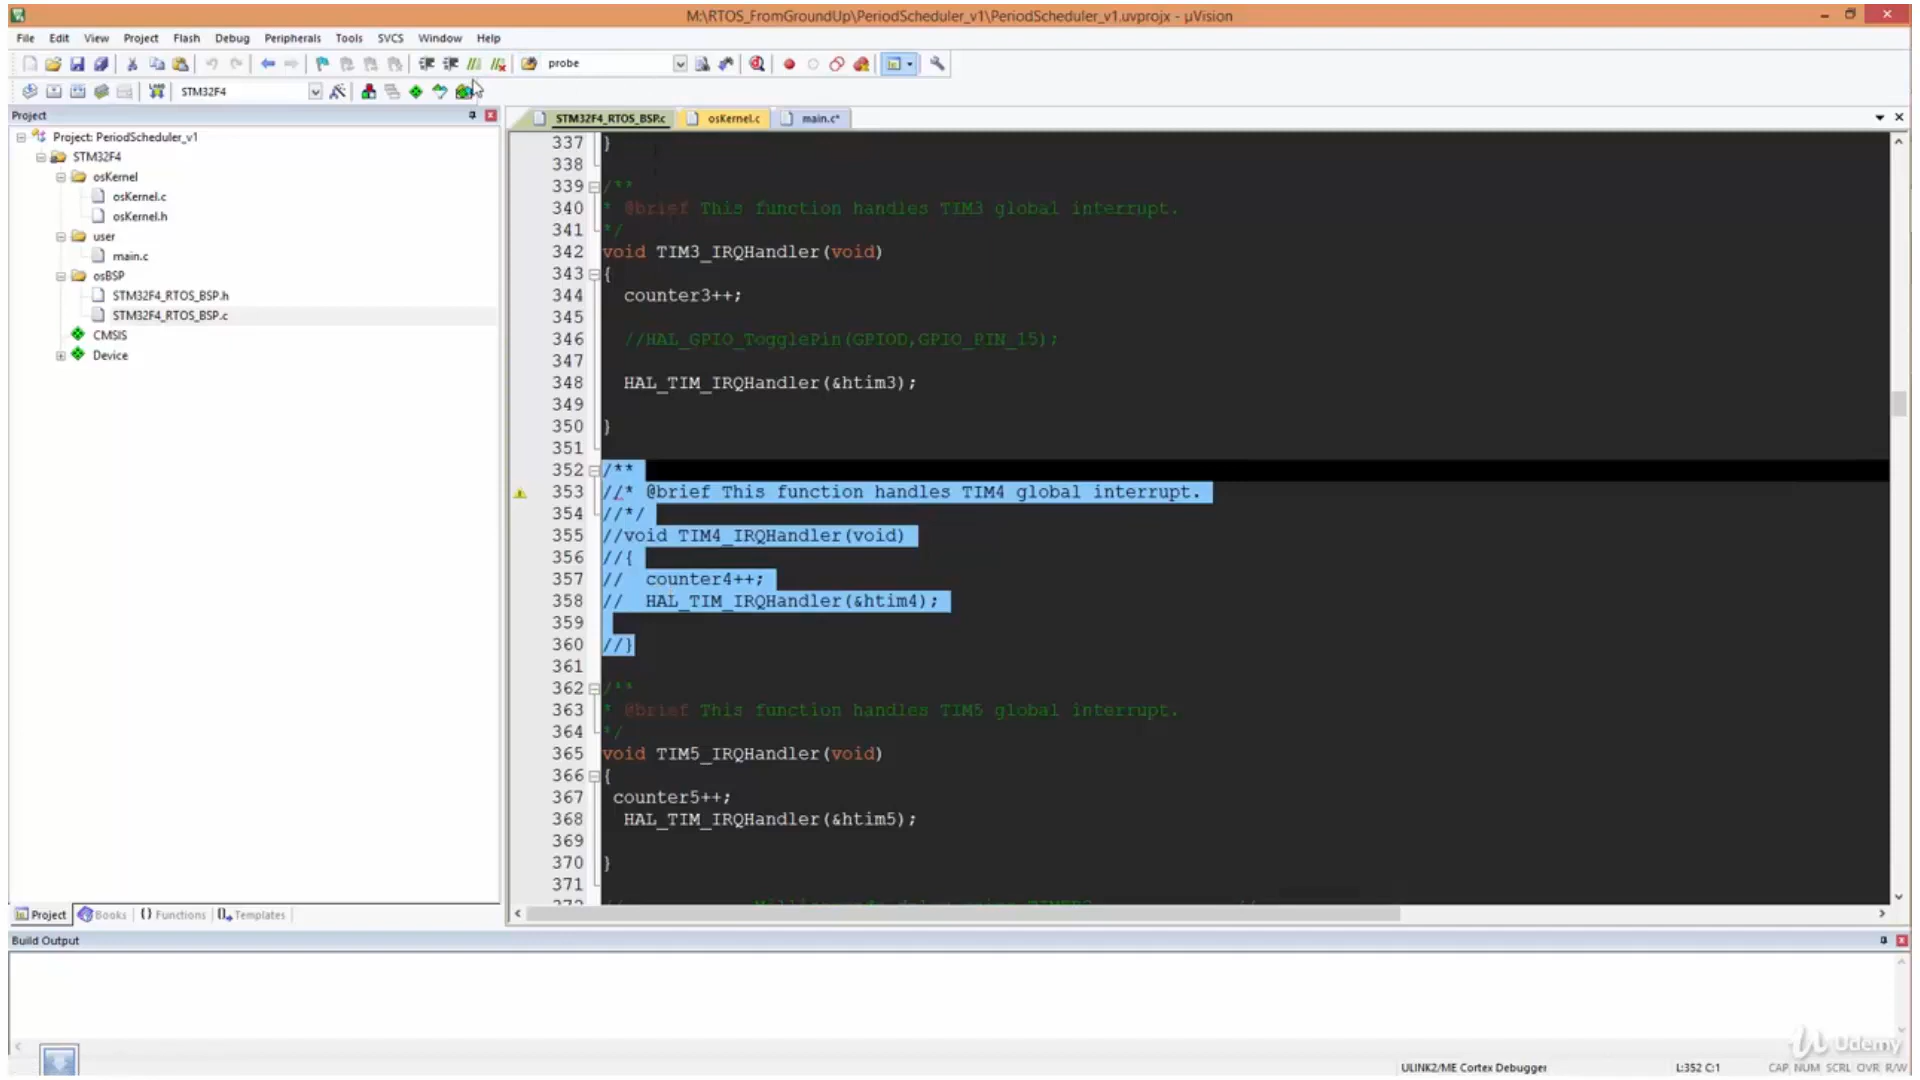 M:\RTOS_FromGroundUp\PeriodScheduler_v1\PeriodScheduler_v1.uvprojx - µVision
File Edit View Project Flash Debug Peripherals Tools SVCS Window Help
probe
STM32F4
Project
STM32F4_RTOS_BSP.c osKernel.c main.c*
Project: PeriodScheduler_v1
STM32F4
osKernel
osKernel.c
osKernel.h
user
main.c
osBSP
STM32F4_RTOS_BSP.h
STM32F4_RTOS_BSP.c
CMSIS
Device
337 }
338
339 /**
340 * @brief This function handles TIM3 global interrupt.
341 */
342 void TIM3_IRQHandler(void)
343 {
344 counter3++;
345
346 //HAL_GPIO_TogglePin(GPIOD,GPIO_PIN_15);
347
348 HAL_TIM_IRQHandler(&htim3);
349
350 }
351
352 /**
353 //* @brief This function handles TIM4 global interrupt.
354 //*/
355 //void TIM4_IRQHandler(void)
356 //{
357 // counter4++;
358 // HAL_TIM_IRQHandler(&htim4);
359
360 //}
361
362 /**
363 * @brief This function handles TIM5 global interrupt.
364 */
365 void TIM5_IRQHandler(void)
366 {
367 counter5++;
368 HAL_TIM_IRQHandler(&htim5);
369
370 }
371
Project Books {} Functions Templates
Build Output
Udemy
ULINK2/ME Cortex Debugger L:352 C:1 CAP NUM SCRL OVR R/W